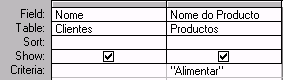 Field: Nome Nome do Producto
Table: Clientes Productos
Sort:
Show:
Criteria: "Alimentar"